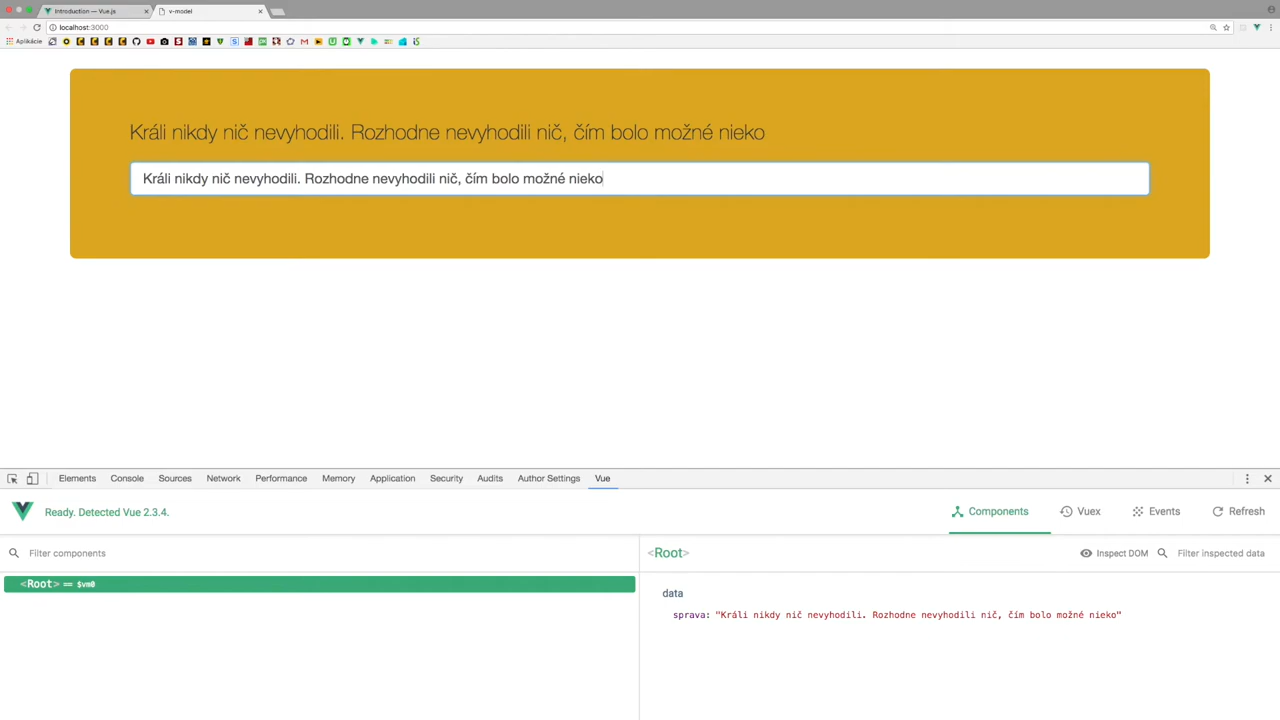 Introduction — Vue.js
v-model
localhost:3000
Aplikácie
Králi nikdy nič nevyhodili. Rozhodne nevyhodili nič, čím bolo možné nieko
Králi nikdy nič nevyhodili. Rozhodne nevyhodili nič, čím bolo možné nieko
Elements Console Sources Network Performance Memory Application Security Audits Author Settings Vue
Ready. Detected Vue 2.3.4.
Components Vuex Events Refresh
Filter components
<Root> == $vm0
<Root>
Inspect DOM Filter inspected data
data
sprava: "Králi nikdy nič nevyhodili. Rozhodne nevyhodili nič, čím bolo možné nieko"